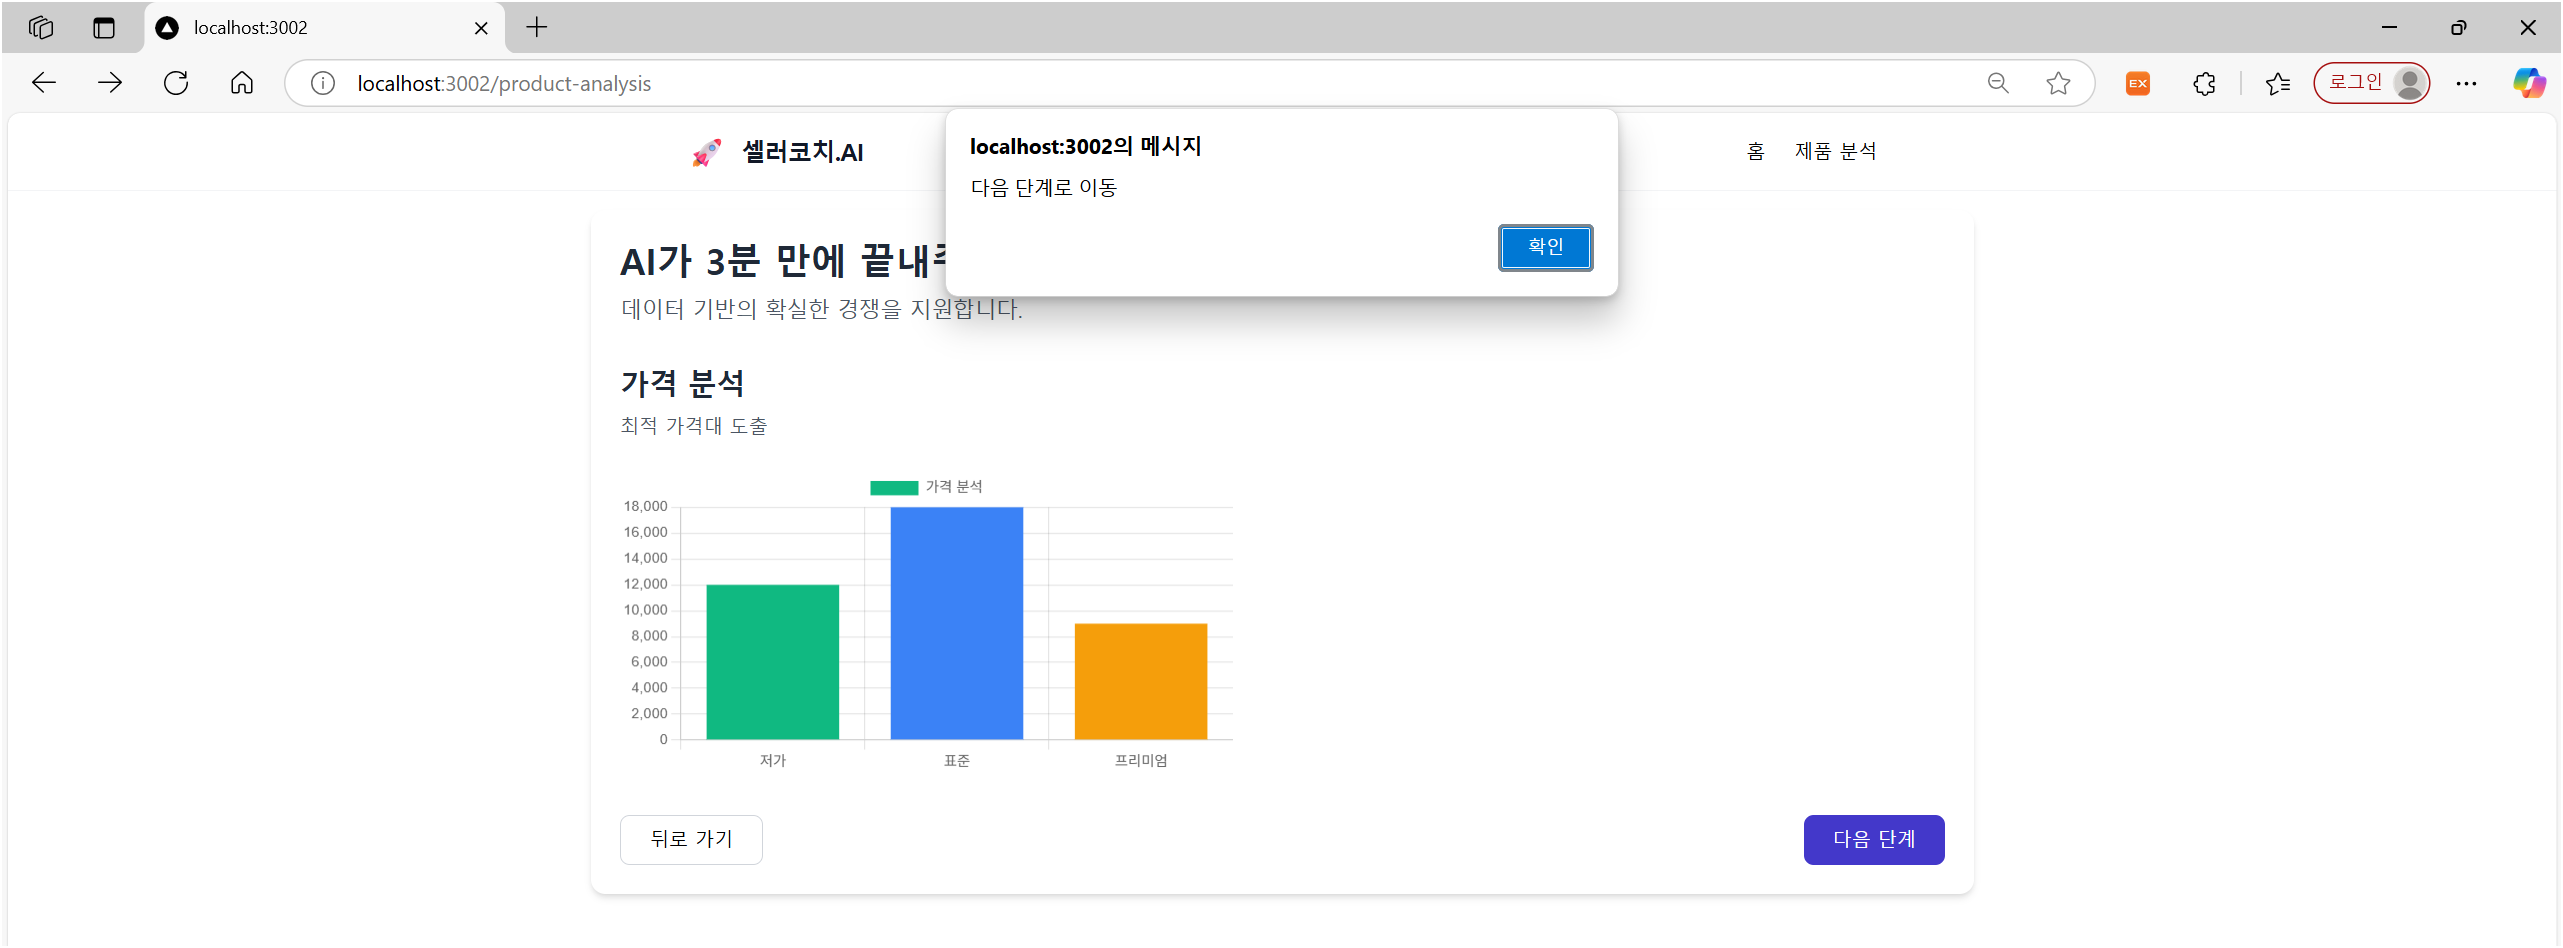 localhost:3002
localhost:3002/product-analysis
EX
로그인
셀러코치.AI
홈
제품 분석
localhost:3002의 메시지
다음 단계로 이동
확인
AI가 3분 만에 끝내
데이터 기반의 확실한 경쟁을 지원합니다.
가격 분석
최적 가격대 도출
가격 분석
18,000
16,000
14,000
12,000
10,000
8,000
6,000
4,000
2,000
0
저가
표준
프리미엄
뒤로 가기
다음 단계